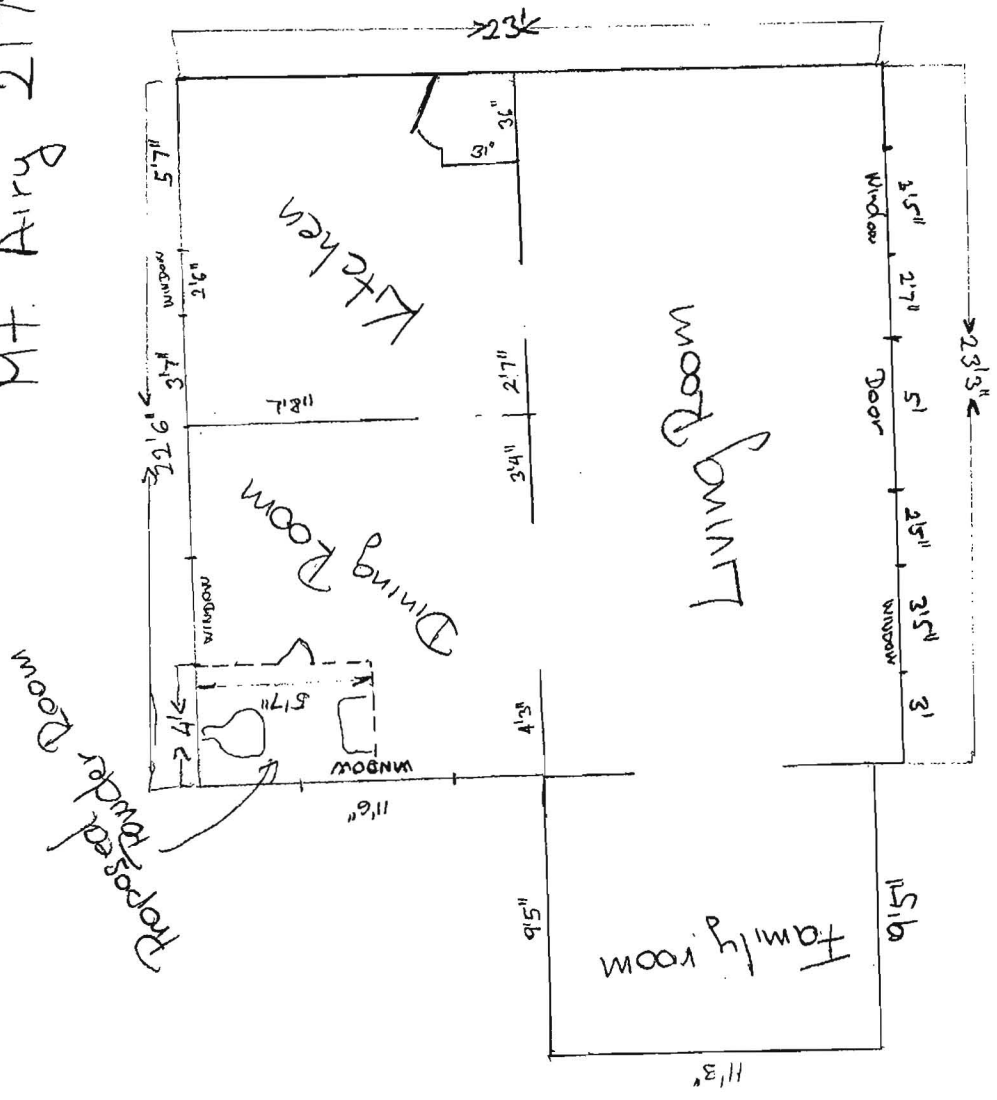 Mt. Airy
23'
5'7"
WINDOW
2'6"
3'7"
22'6"
36"
Kitchen
7'8"
2'7"
3'4"
Living Room
3'5"
Window
2'7"
5'
Door
2'5"
3'5"
WINDOW
3'
23'3"
Dining Room
WINDOW
4'
5'7"
WINDOW
4'3"
11'6"
Proposed
Powder Room
9'5"
Family room
9'5"
11'3"